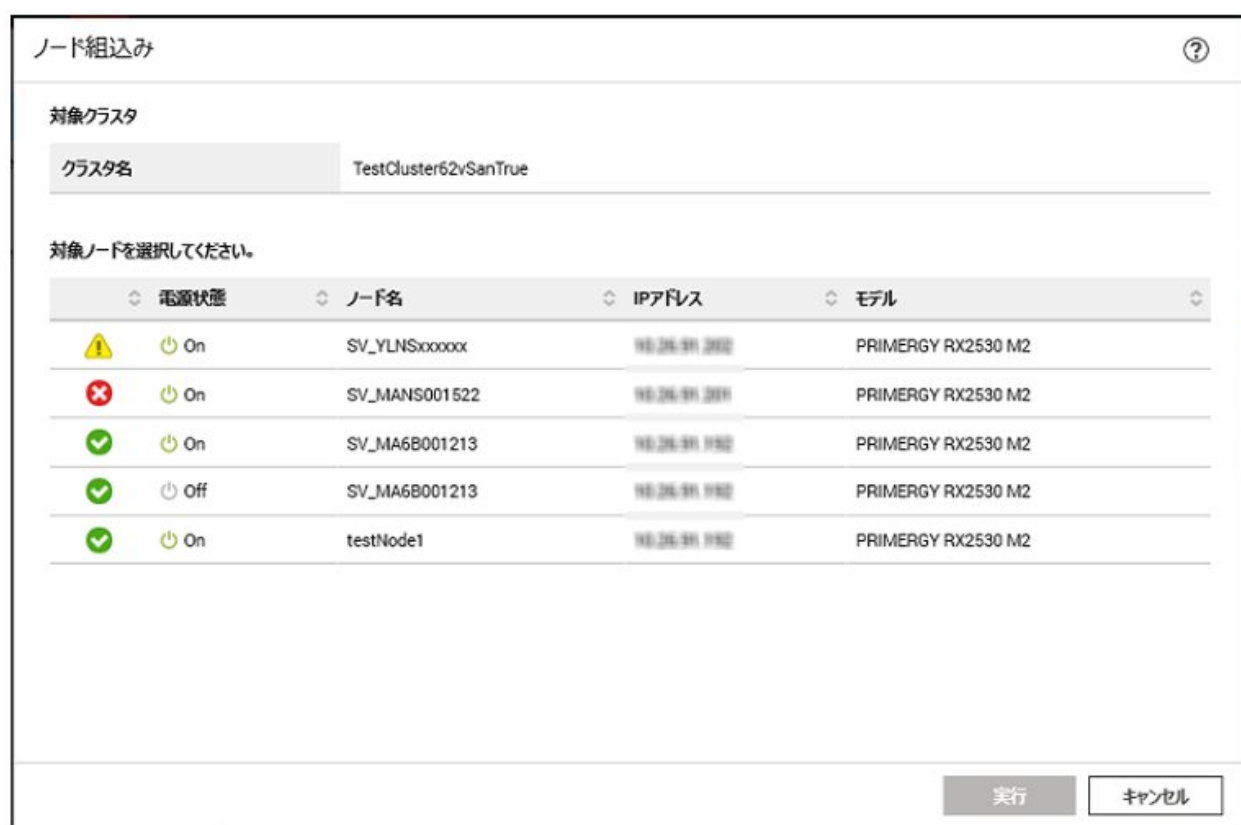 ノード組込み
対象クラスタ
クラスタ名 TestCluster62vSanTrue
対象ノードを選択してください。
電源状態 ノード名 IPアドレス モデル
On SV_YLNSxxxxxx PRIMERGY RX2530 M2
On SV_MANS001522 PRIMERGY RX2530 M2
On SV_MA6B001213 PRIMERGY RX2530 M2
Off SV_MA6B001213 PRIMERGY RX2530 M2
On testNode1 PRIMERGY RX2530 M2
実行 キャンセル